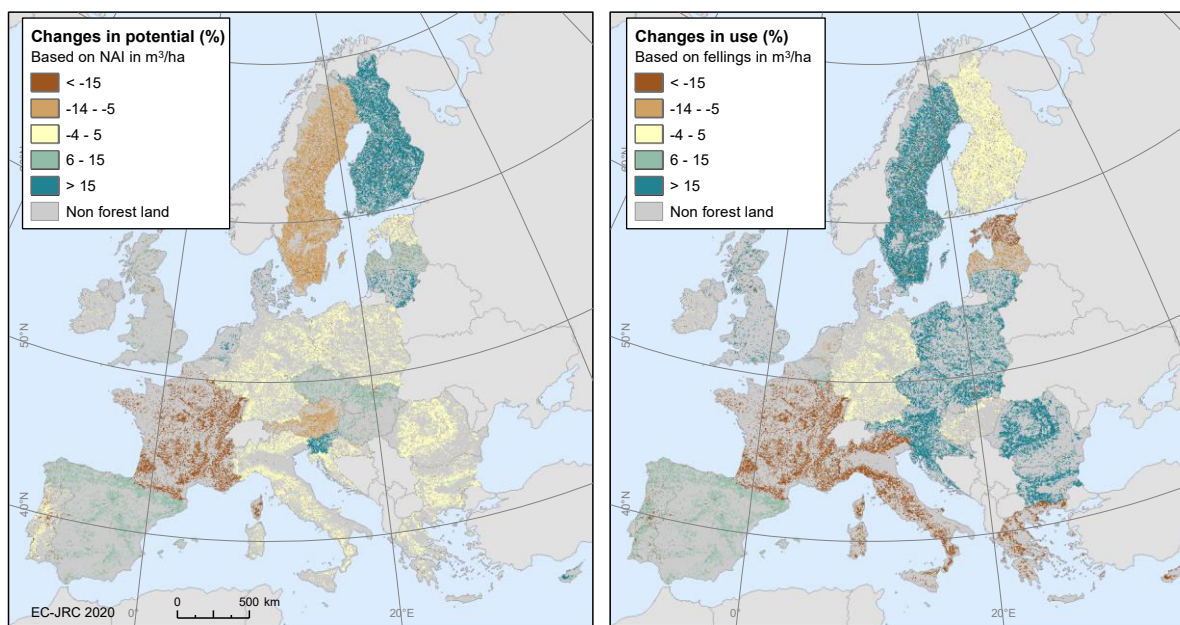 Changes in potential (%)
Based on NAI in m³/ha
< -15
-14 - -5
-4 - 5
6 - 15
> 15
Non forest land
50°N
40°N
EC-JRC 2020
0 500 km
0°
20°E
Changes in use (%)
Based on fellings in m³/ha
< -15
-14 - -5
-4 - 5
6 - 15
> 15
Non forest land
60°N
50°N
40°N
0°
20°E